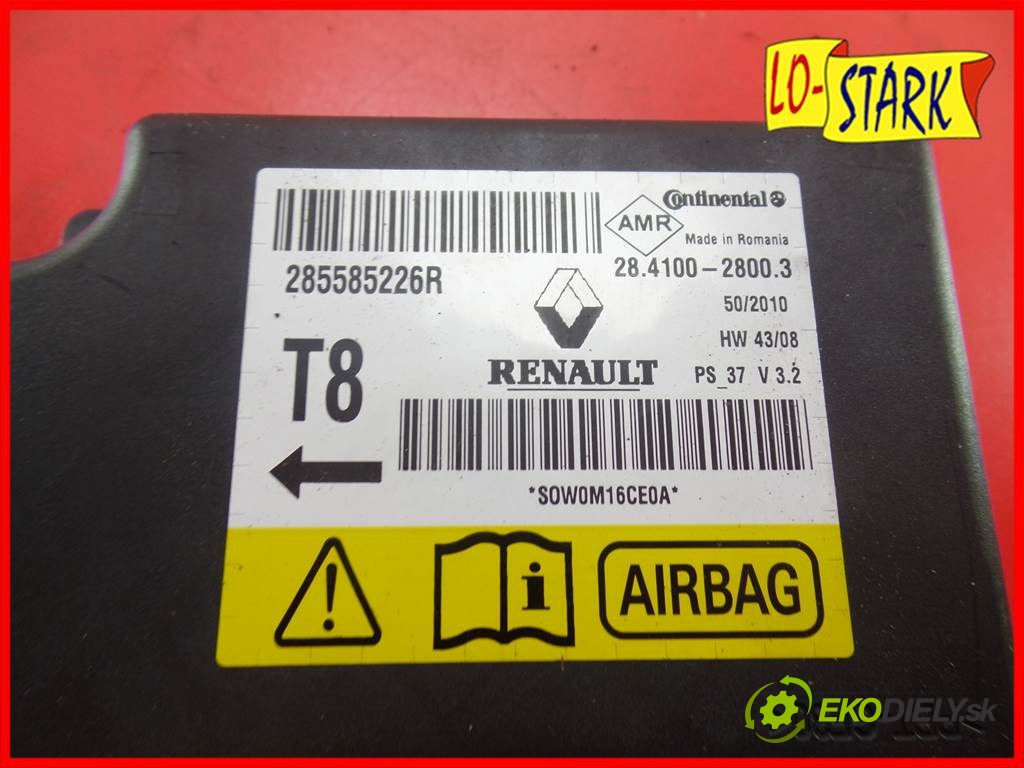 LO-STARK
Continental
AMR
Made in Romania
285585226R
28.4100-2800.3
50/2010
HW 43/08
T8
RENAULT
PS_37 V 3.2
*SOW0M16CE0A*
i
AIRBAG
EKODIELY.sk